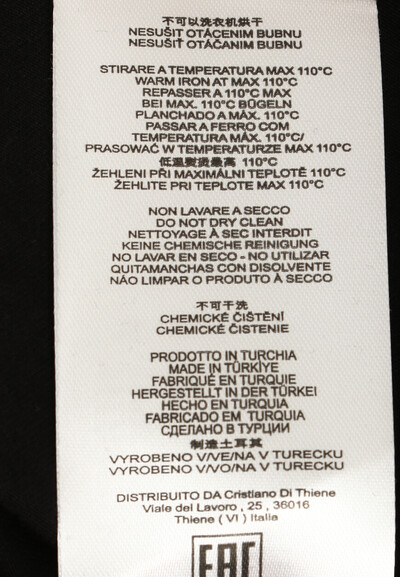 不可以洗衣机烘干
NESUŠIT OTÁCENIM BUBNU
NESUŠIŤ OTÁČANIM BUBNU
STIRARE A TEMPERATURA MAX 110°C
WARM IRON AT MAX 110°C
REPASSER A 110°C MAX
BEI MAX. 110°C BÜGELN
PLANCHADO A MÁX. 110°C
PASSAR A FERRO COM
TEMPERATURA MÁX. 110°C/
PRASOWAĆ W TEMPERATURZE MAX 110°C
低温熨烫最高 110°C
ŽEHLENI PŘI MAXIMÁLNI TEPLOTĚ 110°C
ŽEHLITE PRI TEPLOTE MAX 110°C
NON LAVARE A SECCO
DO NOT DRY CLEAN
NETTOYAGE À SEC INTERDIT
KEINE CHEMISCHE REINIGUNG
NO LAVAR EN SECO - NO UTILIZAR
QUITAMANCHAS CON DISOLVENTE
NÃO LIMPAR O PRODUTO À SECCO
不可干洗
CHEMICKÉ ČIŠTĚNÍ
CHEMICKÉ ČISTENIE
PRODOTTO IN TURCHIA
MADE IN TÜRKİYE
FABRIQUÉ EN TURQUIE
HERGESTELLT IN DER TÜRKEI
HECHO EN TURQUIA
FABRICADO EM TURQUIA
СДЕЛАНО В ТУРЦИИ
制造土耳其
VYROBENO V/VE/NA V TURECKU
VYROBENO V/VO/NA V TURECKU
DISTRIBUITO DA Cristiano Di Thiene
Viale del Lavoro , 25 , 36016
Thiene ( VI ) Italia
EAC